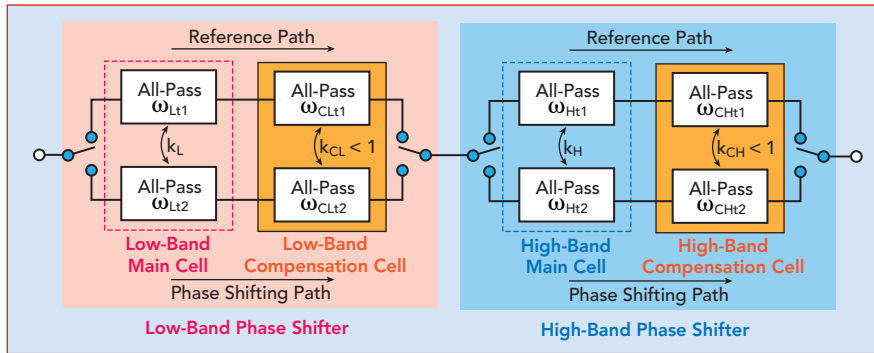 Reference Path
All-Pass
ωLt1
All-Pass
ωCLt1
kL
kCL < 1
All-Pass
ωLt2
All-Pass
ωCLt2
Low-Band
Main Cell
Low-Band
Compensation Cell
Phase Shifting Path
Low-Band Phase Shifter
Reference Path
All-Pass
ωHt1
All-Pass
ωCHt1
kH
kCH < 1
All-Pass
ωHt2
All-Pass
ωCHt2
High-Band
Main Cell
High-Band
Compensation Cell
Phase Shifting Path
High-Band Phase Shifter